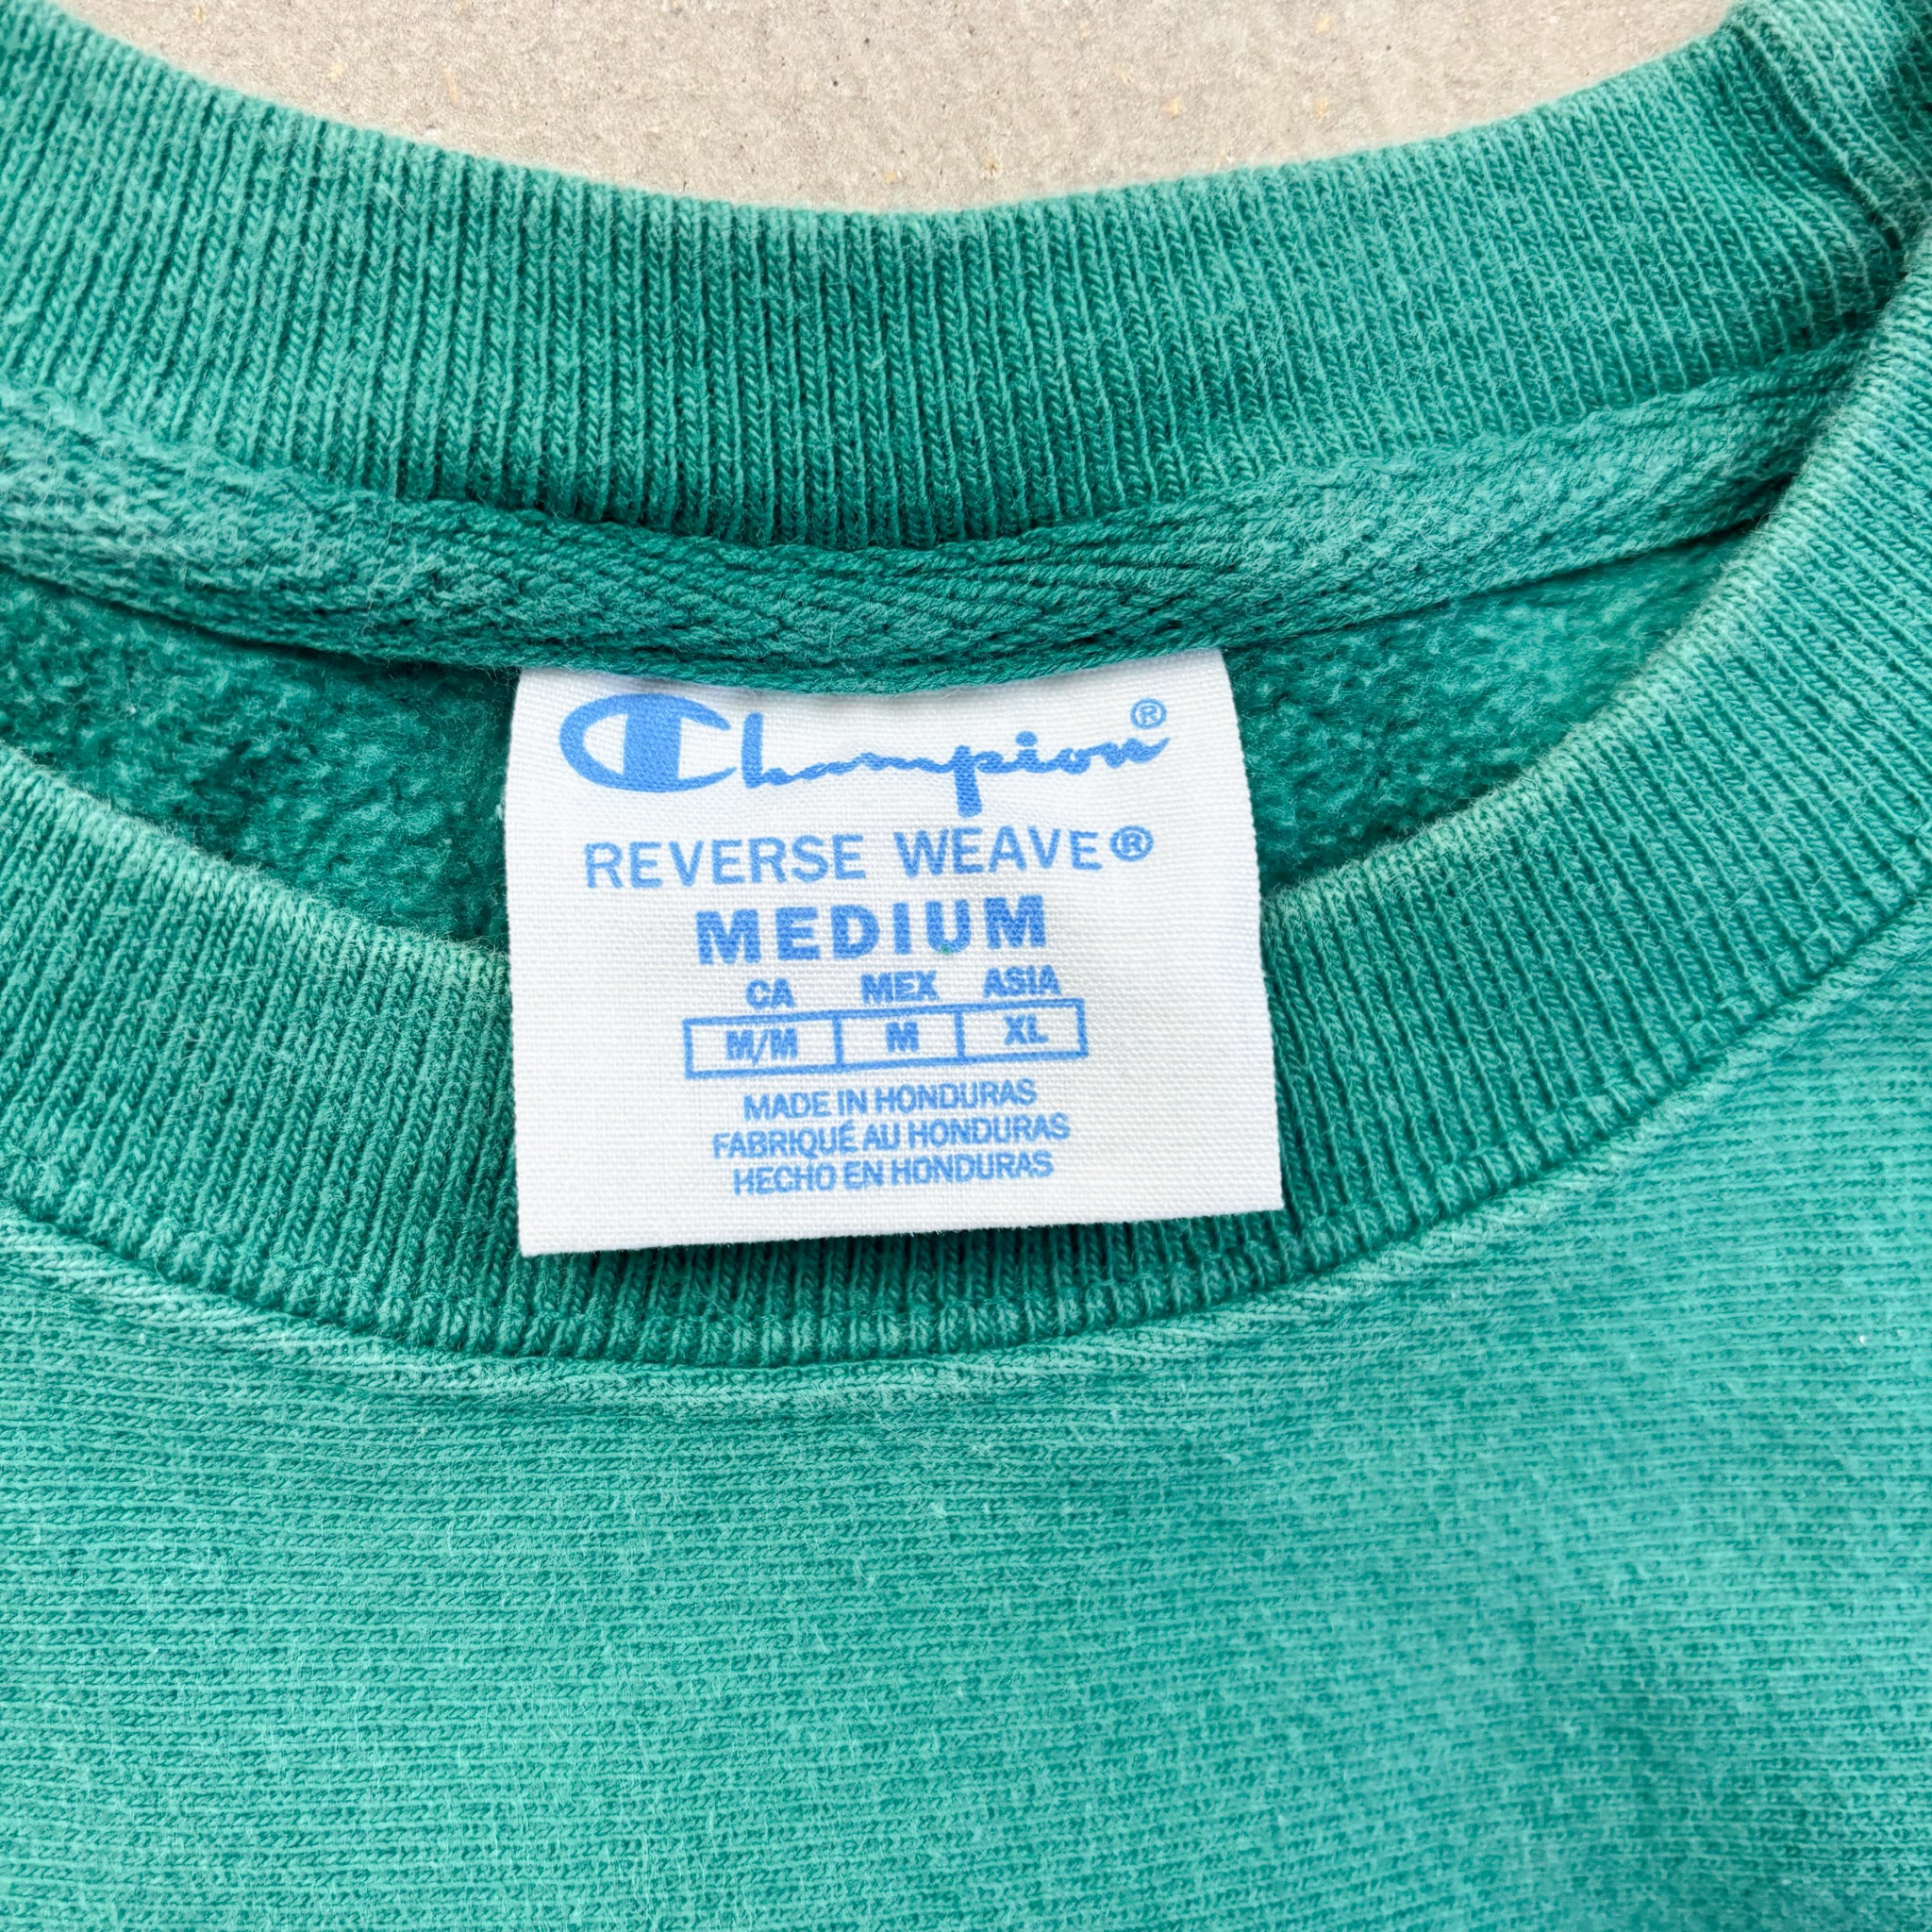 Champion®
REVERSE WEAVE®
MEDIUM
CA MEX ASIA
M/M M XL
MADE IN HONDURAS
FABRIQUÉ AU HONDURAS
HECHO EN HONDURAS